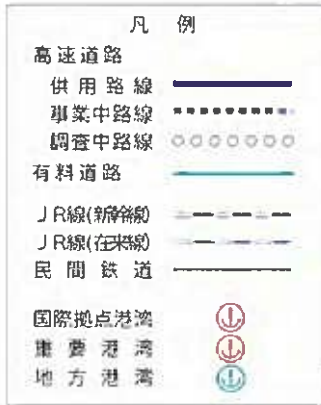 凡 例
高速道路
供用路線
事業中路線
調査中路線
有料道路
JR線(新幹線)
JR線(在来線)
民間鉄道
国際拠点港湾
重要港湾
地方港湾